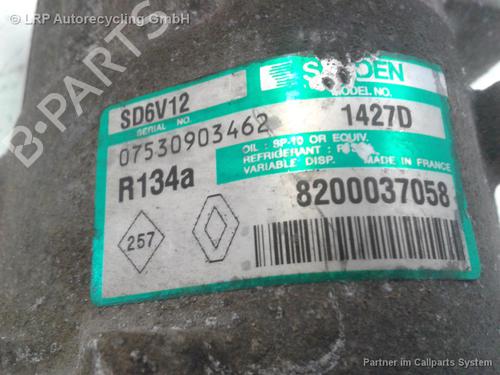 LRP Autorecycling GmbH
B-PARTS
SD6V12
SERIAL NO.
MODEL NO.
07530903462
1427D
OIL : SP-10 OR EQUIV.
REFRIGERANT :
VARIABLE DISP. MADE IN FRANCE
R134a
8200037058
257
Partner im Callparts System